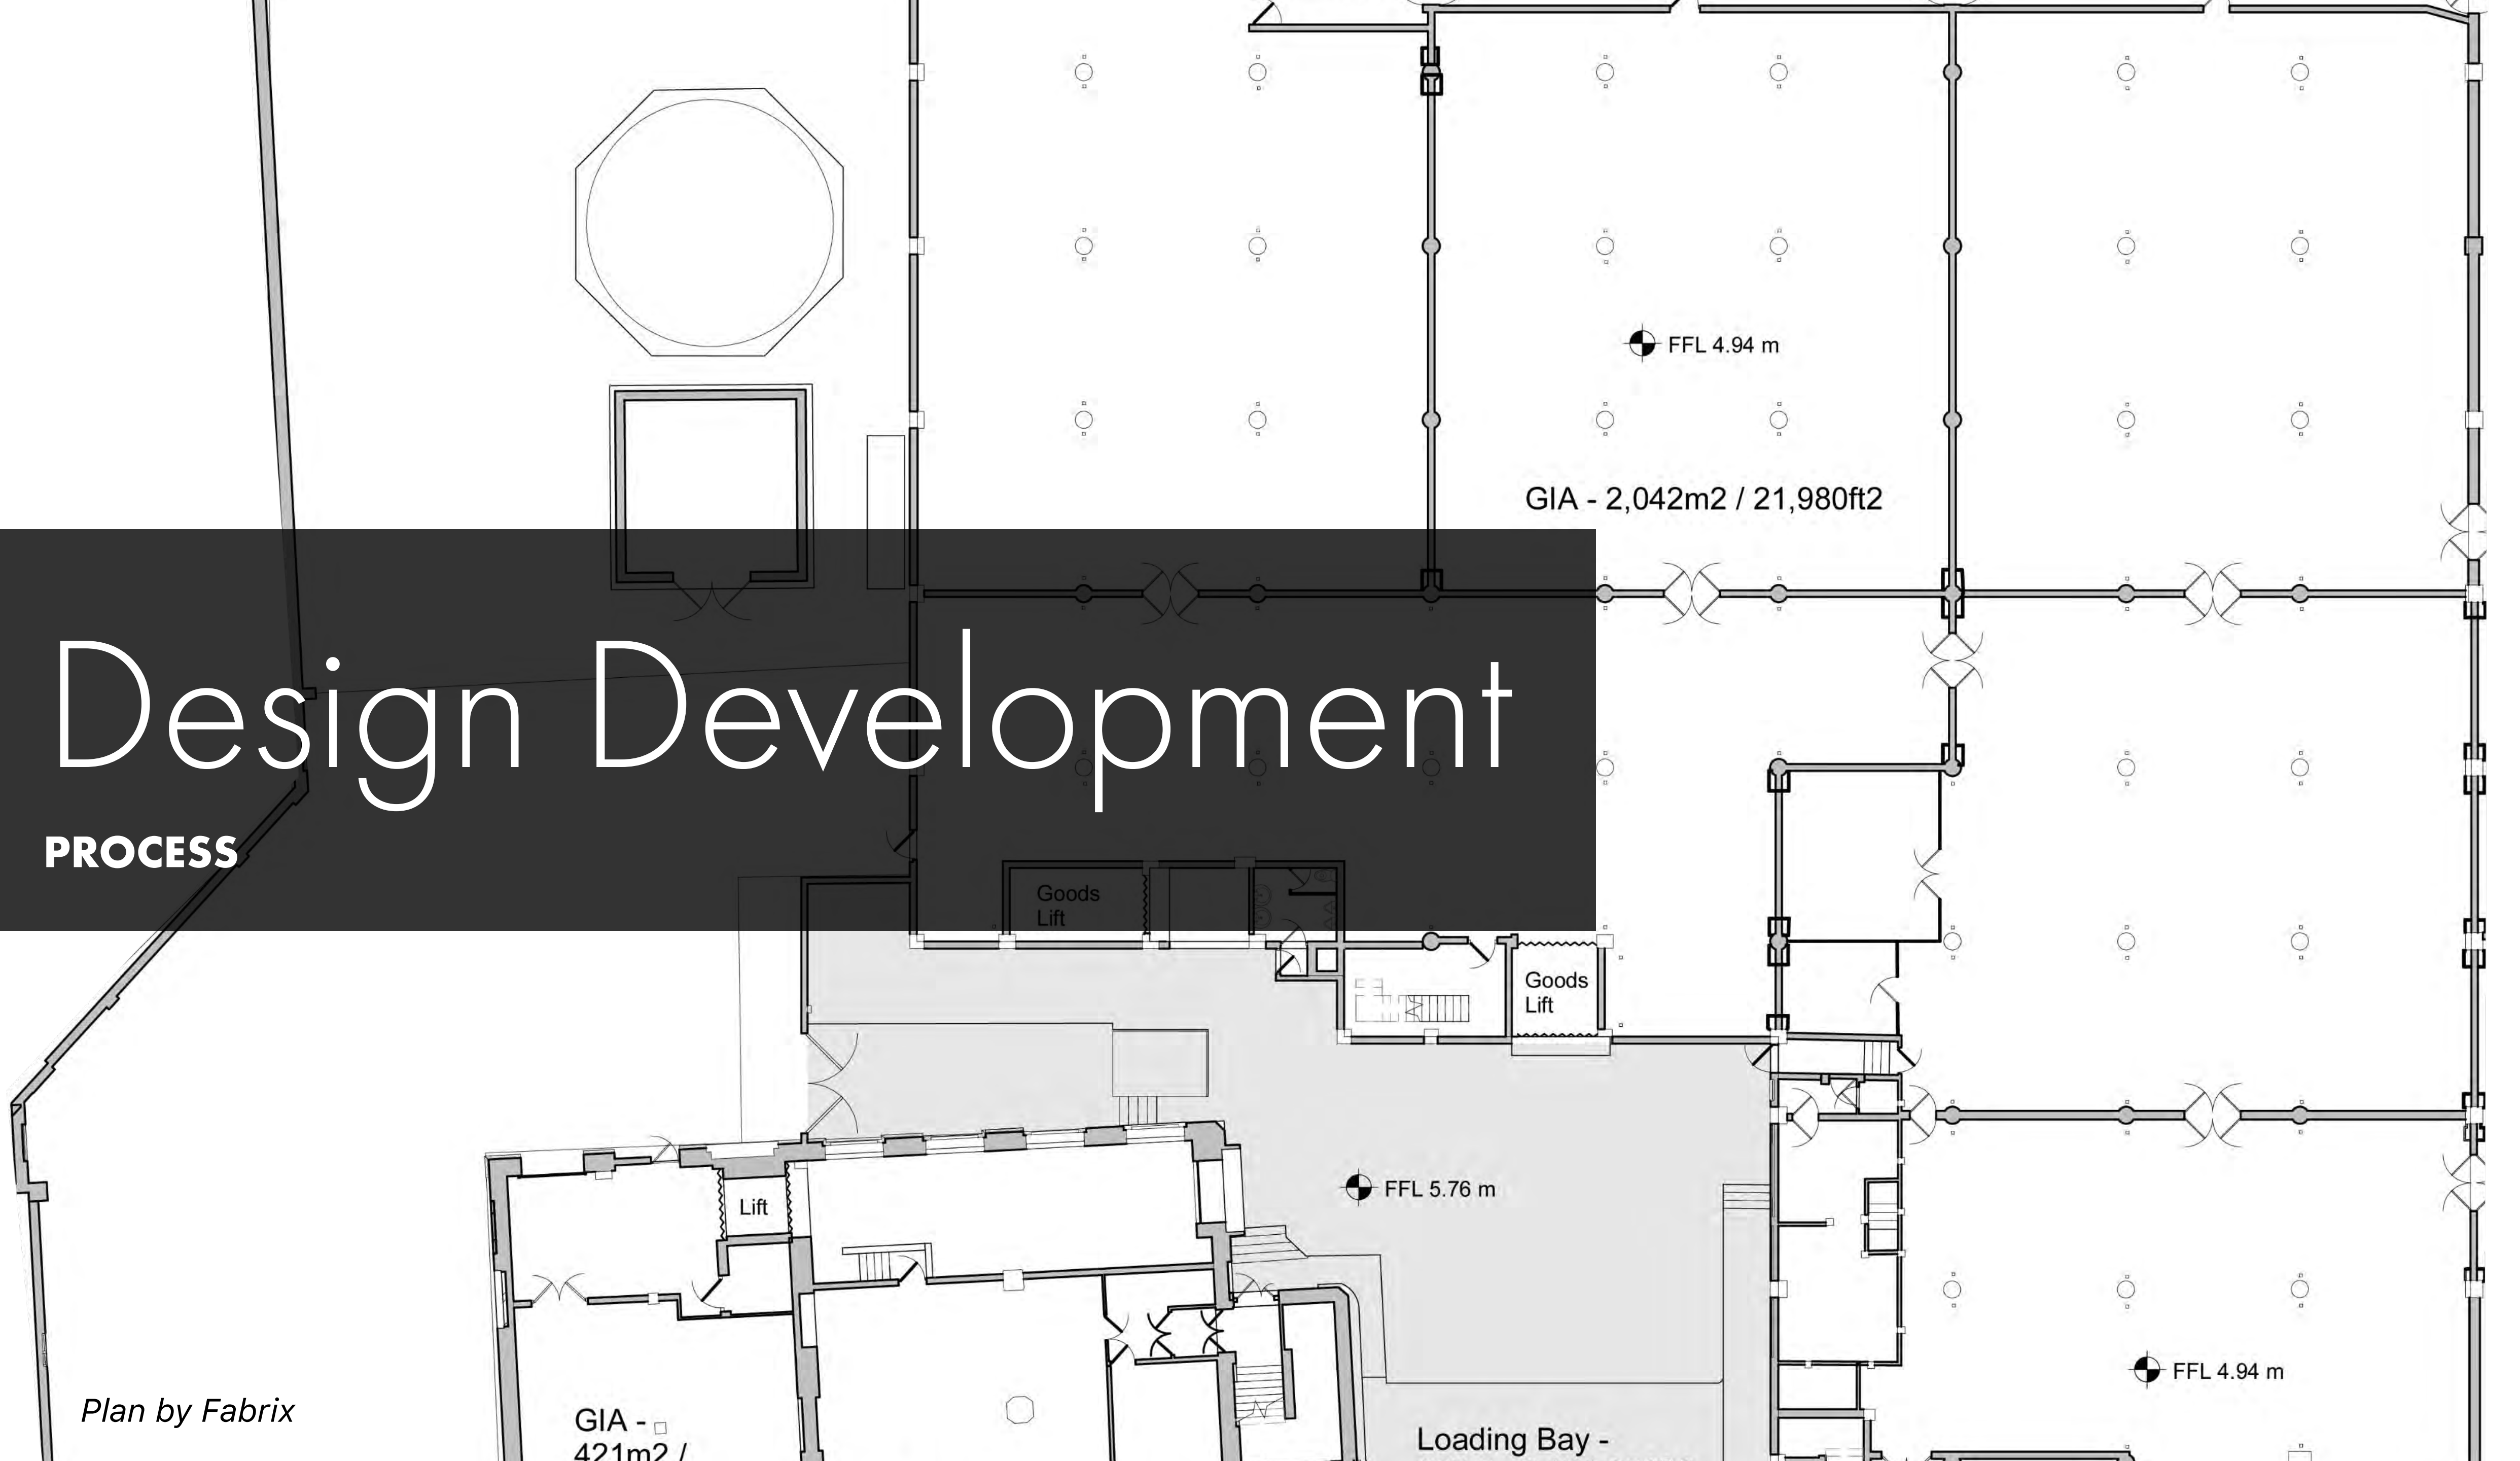 FFL 4.94 m
GIA - 2,042m2 / 21,980ft2
Design Development
PROCESS
Goods
Lift
Goods
Lift
FFL 5.76 m
Lift
FFL 4.94 m
Plan by Fabrix
GIA -
421m2 /
Loading Bay -